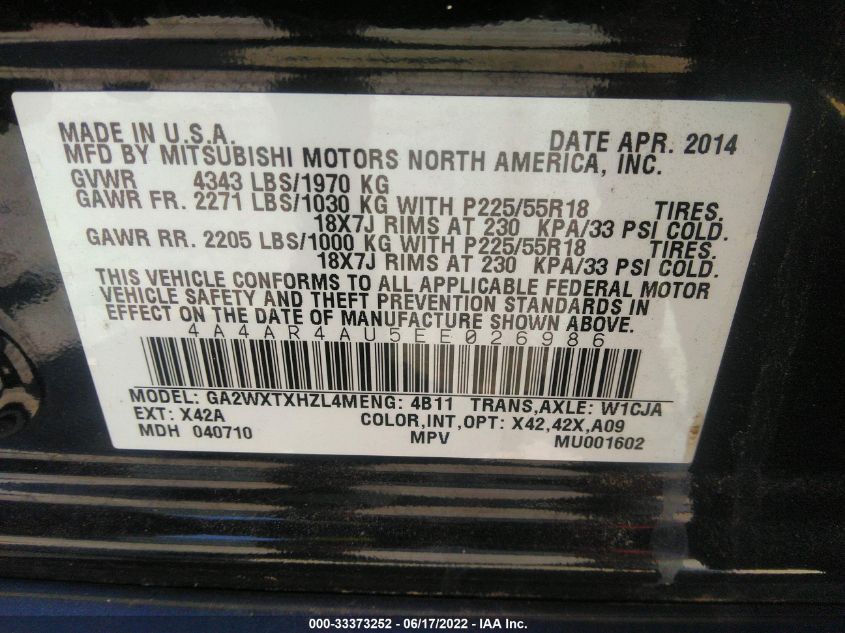 MADE IN U.S.A. DATE APR. 2014
MFD BY MITSUBISHI MOTORS NORTH AMERICA, INC.
GVWR 4343 LBS/1970 KG
GAWR FR. 2271 LBS/1030 KG WITH P225/55R18 TIRES.
18X7J RIMS AT 230 KPA/33 PSI COLD.
GAWR RR. 2205 LBS/1000 KG WITH P225/55R18 TIRES.
18X7J RIMS AT 230 KPA/33 PSI COLD.
THIS VEHICLE CONFORMS TO ALL APPLICABLE FEDERAL MOTOR
VEHICLE SAFETY AND THEFT PREVENTION STANDARDS IN
EFFECT ON THE DATE OF MANUFACTURE SHOWN ABOVE.
4A4AR4AU5EE026986
MODEL: GA2WXTXHZL4MENG: 4B11 TRANS,AXLE: W1CJA
EXT: X42A COLOR,INT,OPT: X42,42X,A09
MDH 040710 MPV MU001602
000-33373252 - 06/17/2022 - IAA Inc.